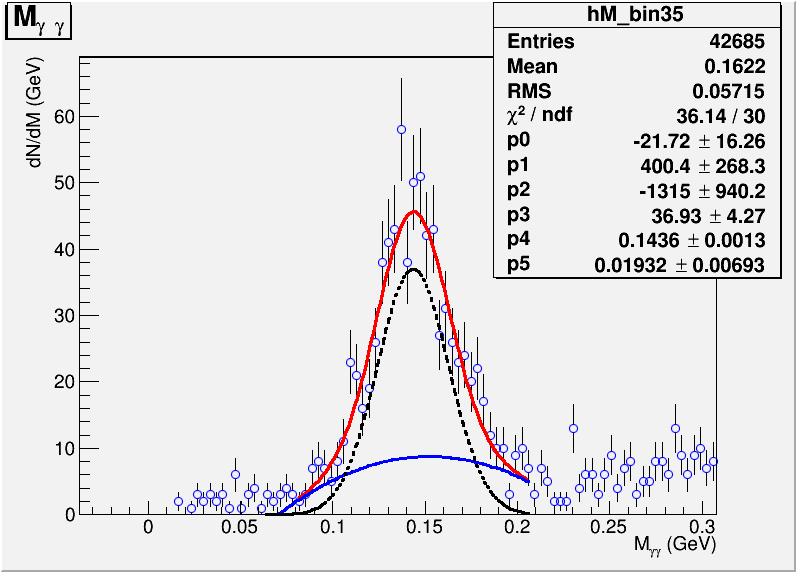 Mγ γ
hM_bin35
Entries 42685
Mean 0.1622
RMS 0.05715
χ² / ndf 36.14 / 30
p0 -21.72 ± 16.26
p1 400.4 ± 268.3
p2 -1315 ± 940.2
p3 36.93 ± 4.27
p4 0.1436 ± 0.0013
p5 0.01932 ± 0.00693
dN/dM (GeV)
60
50
40
30
20
10
0
0 0.05 0.1 0.15 0.2 0.25 0.3
Mγγ (GeV)